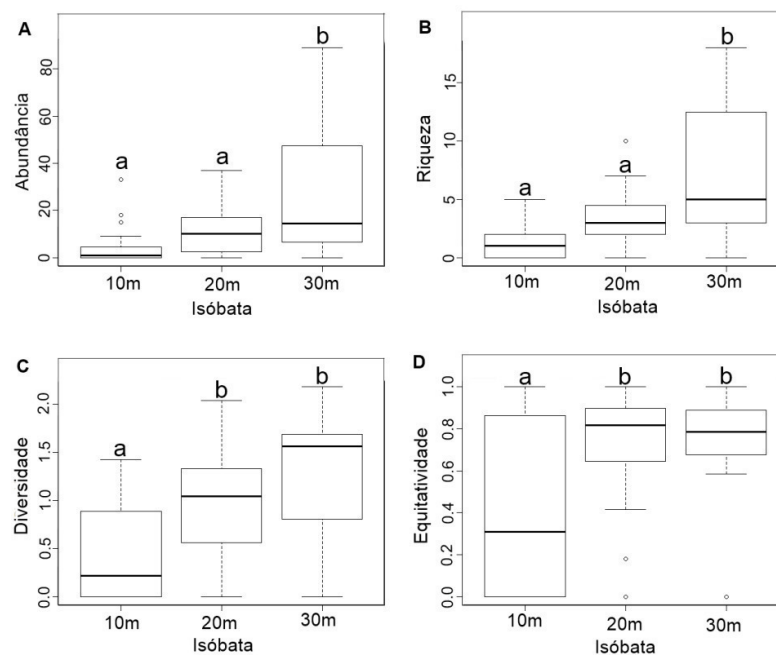 A
Abundância
80
60
40
20
0
a
a
b
10m
20m
30m
Isóbata
B
Riqueza
15
10
5
0
a
a
b
10m
20m
30m
Isóbata
C
Diversidade
2.0
1.5
1.0
0.5
0.0
a
b
b
10m
20m
30m
Isóbata
D
Equitatividade
1.0
0.8
0.6
0.4
0.2
0.0
a
b
b
10m
20m
30m
Isóbata